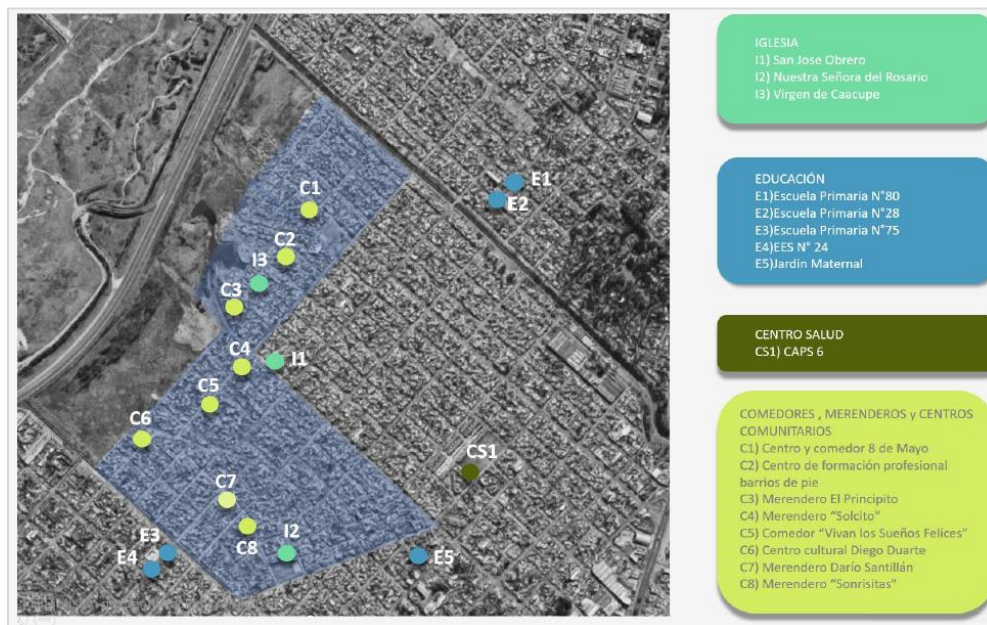 C1
E1
E2
C2
I3
C3
C4
I1
C5
C6
CS1
C7
C8
I2
E3
E4
E5
IGLESIA
I1) San Jose Obrero
I2) Nuestra Señora del Rosario
I3) Virgen de Caacupe
EDUCACIÓN
E1)Escuela Primaria N°80
E2)Escuela Primaria N°28
E3)Escuela Primaria N°75
E4)EES N° 24
E5)Jardin Maternal
CENTRO SALUD
CS1) CAPS 6
COMEDORES , MERENDEROS y CENTROS
COMUNITARIOS
C1) Centro y comedor 8 de Mayo
C2) Centro de formación profesional
barrios de pie
C3) Merendero El Principito
C4) Merendero “Solcito”
C5) Comedor “Vivan los Sueños Felices”
C6) Centro cultural Diego Duarte
C7) Merendero Darío Santillán
C8) Merendero “Sonrisitas”